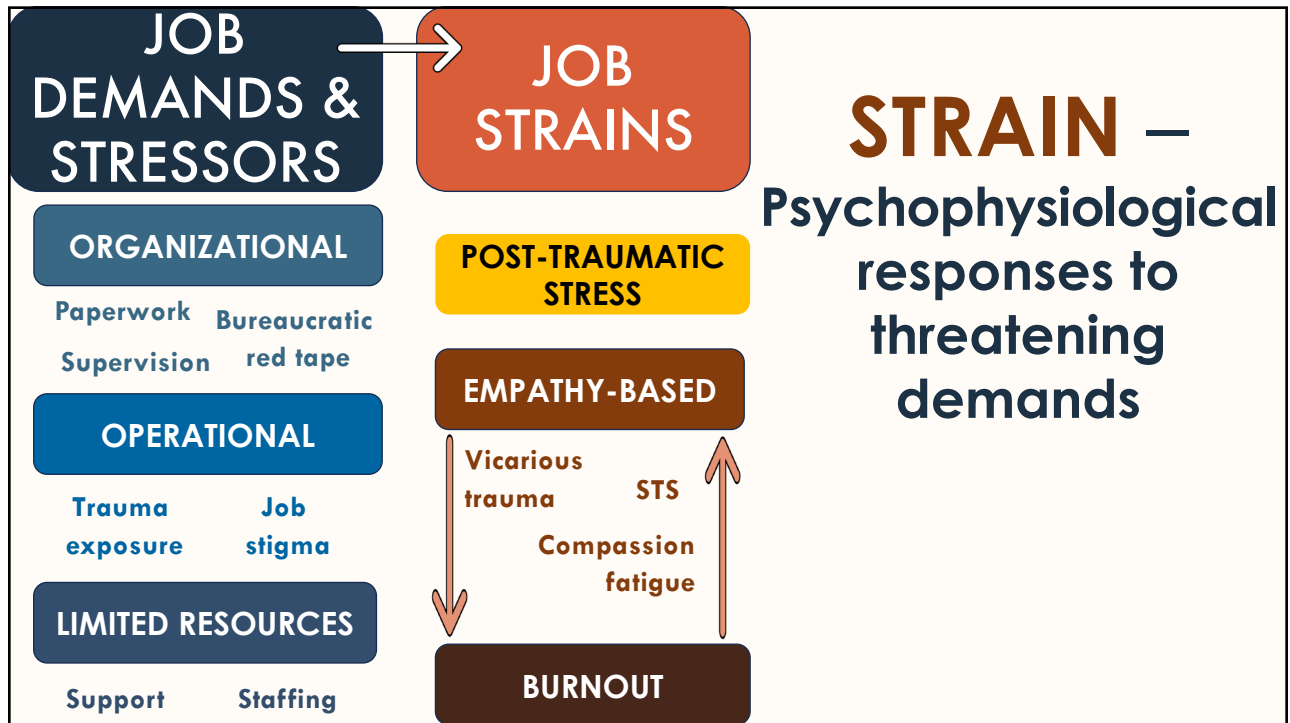 JOB
DEMANDS &
STRESSORS
ORGANIZATIONAL
Paperwork
Bureaucratic
red tape
Supervision
OPERATIONAL
Trauma
exposure
Job
stigma
LIMITED RESOURCES
Support
Staffing
JOB
STRAINS
POST-TRAUMATIC
STRESS
EMPATHY-BASED
Vicarious
trauma
STS
Compassion
fatigue
BURNOUT
STRAIN –
Psychophysiological
responses to
threatening
demands